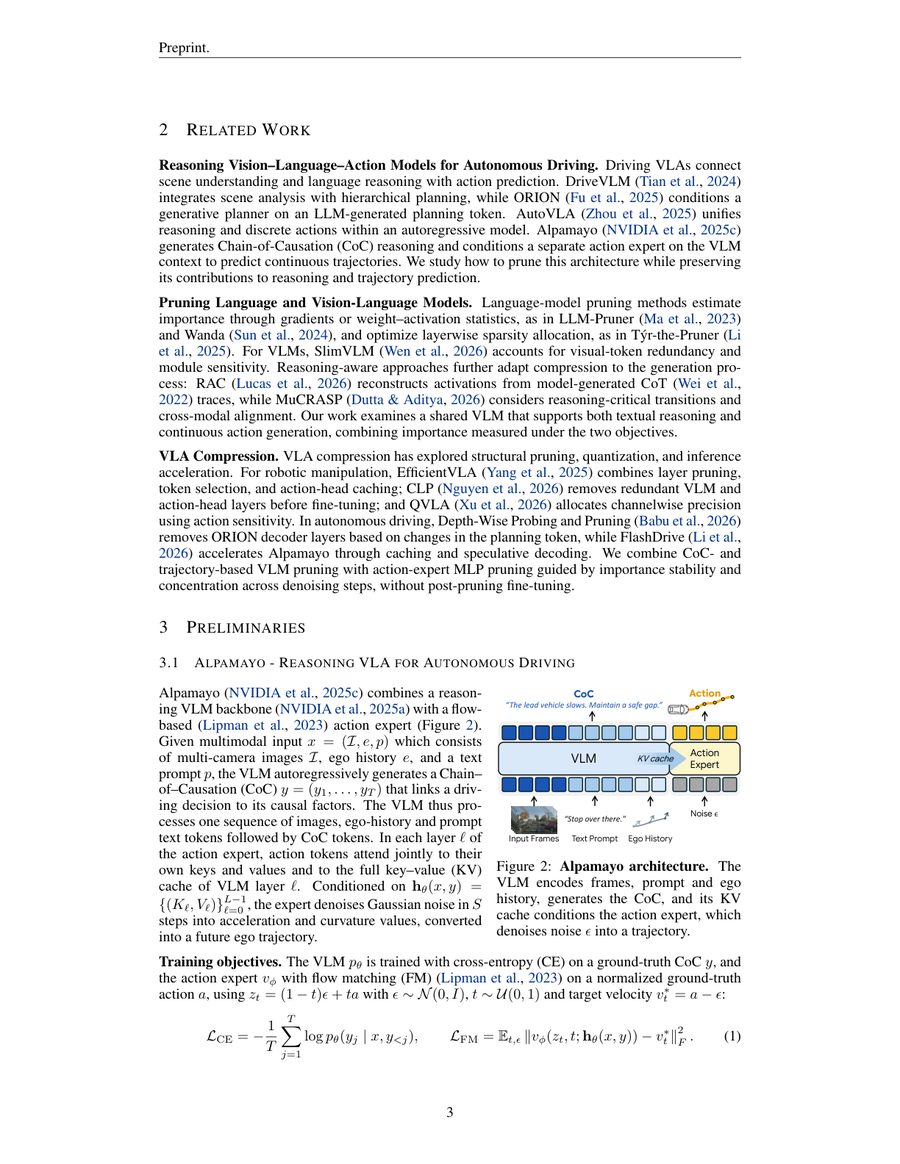 Preprint.
2 RELATED WORK
Reasoning Vision–Language–Action Models for Autonomous Driving. Driving VLAs connect
scene understanding and language reasoning with action prediction. DriveVLM (Tian et al., 2024)
integrates scene analysis with hierarchical planning, while ORION (Fu et al., 2025) conditions a
generative planner on an LLM-generated planning token. AutoVLA (Zhou et al., 2025) unifies
reasoning and discrete actions within an autoregressive model. Alpamayo (NVIDIA et al., 2025c)
generates Chain-of-Causation (CoC) reasoning and conditions a separate action expert on the VLM
context to predict continuous trajectories. We study how to prune this architecture while preserving
its contributions to reasoning and trajectory prediction.
Pruning Language and Vision-Language Models. Language-model pruning methods estimate
importance through gradients or weight–activation statistics, as in LLM-Pruner (Ma et al., 2023)
and Wanda (Sun et al., 2024), and optimize layerwise sparsity allocation, as in Týr-the-Pruner (Li
et al., 2025). For VLMs, SlimVLM (Wen et al., 2026) accounts for visual-token redundancy and
module sensitivity. Reasoning-aware approaches further adapt compression to the generation pro-
cess: RAC (Lucas et al., 2026) reconstructs activations from model-generated CoT (Wei et al.,
2022) traces, while MuCRASP (Dutta & Aditya, 2026) considers reasoning-critical transitions and
cross-modal alignment. Our work examines a shared VLM that supports both textual reasoning and
continuous action generation, combining importance measured under the two objectives.
VLA Compression. VLA compression has explored structural pruning, quantization, and inference
acceleration. For robotic manipulation, EfficientVLA (Yang et al., 2025) combines layer pruning,
token selection, and action-head caching; CLP (Nguyen et al., 2026) removes redundant VLM and
action-head layers before fine-tuning; and QVLA (Xu et al., 2026) allocates channelwise precision
using action sensitivity. In autonomous driving, Depth-Wise Probing and Pruning (Babu et al., 2026)
removes ORION decoder layers based on changes in the planning token, while FlashDrive (Li et al.,
2026) accelerates Alpamayo through caching and speculative decoding. We combine CoC- and
trajectory-based VLM pruning with action-expert MLP pruning guided by importance stability and
concentration across denoising steps, without post-pruning fine-tuning.
3 PRELIMINARIES
3.1 ALPAMAYO - REASONING VLA FOR AUTONOMOUS DRIVING
Alpamayo (NVIDIA et al., 2025c) combines a reason-
ing VLM backbone (NVIDIA et al., 2025a) with a flow-
based (Lipman et al., 2023) action expert (Figure 2).
Given multimodal input x = (I, e, p) which consists
of multi-camera images I, ego history e, and a text
prompt p, the VLM autoregressively generates a Chain–
of–Causation (CoC) y = (y1, . . . , yT) that links a driv-
ing decision to its causal factors. The VLM thus pro-
cesses one sequence of images, ego-history and prompt
text tokens followed by CoC tokens. In each layer ℓ of
the action expert, action tokens attend jointly to their
own keys and values and to the full key–value (KV)
cache of VLM layer ℓ. Conditioned on hθ(x, y) =
{(Kℓ, Vℓ)}ℓ=0^L−1, the expert denoises Gaussian noise in S
steps into acceleration and curvature values, converted
into a future ego trajectory.
CoC
"The lead vehicle slows. Maintain a safe gap."
Action
VLM
KV cache
Action
Expert
"Stop over there."
Noise ϵ
Input Frames
Text Prompt
Ego History
Figure 2: Alpamayo architecture. The
VLM encodes frames, prompt and ego
history, generates the CoC, and its KV
cache conditions the action expert, which
denoises noise ϵ into a trajectory.
Training objectives. The VLM pθ is trained with cross-entropy (CE) on a ground-truth CoC y, and
the action expert vϕ with flow matching (FM) (Lipman et al., 2023) on a normalized ground-truth
action a, using zt = (1 − t)ϵ + ta with ϵ ∼ N(0, I), t ∼ U(0, 1) and target velocity vt* = a − ϵ:
LCE = −1/T ∑j=1^T log pθ(yj | x, y<j), LFM = Et,ϵ ∥vϕ(zt, t; hθ(x, y)) − vt*∥F^2 . (1)
3